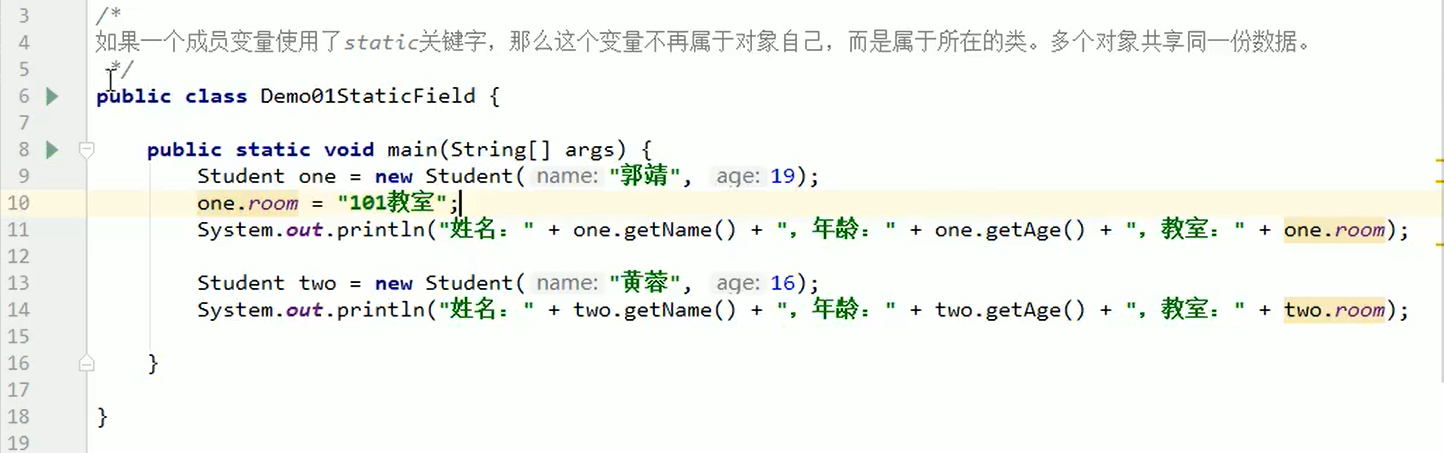 3 /*
4 如果一个成员变量使用了static关键字，那么这个变量不再属于对象自己，而是属于所在的类。多个对象共享同一份数据。
5 */
6 public class Demo01StaticField {
7
8 public static void main(String[] args) {
9 Student one = new Student( name: "郭靖", age: 19);
10 one.room = "101教室";
11 System.out.println("姓名：" + one.getName() + "，年龄：" + one.getAge() + "，教室：" + one.room);
12
13 Student two = new Student( name: "黄蓉", age: 16);
14 System.out.println("姓名：" + two.getName() + "，年龄：" + two.getAge() + "，教室：" + two.room);
15
16 }
17
18 }
19